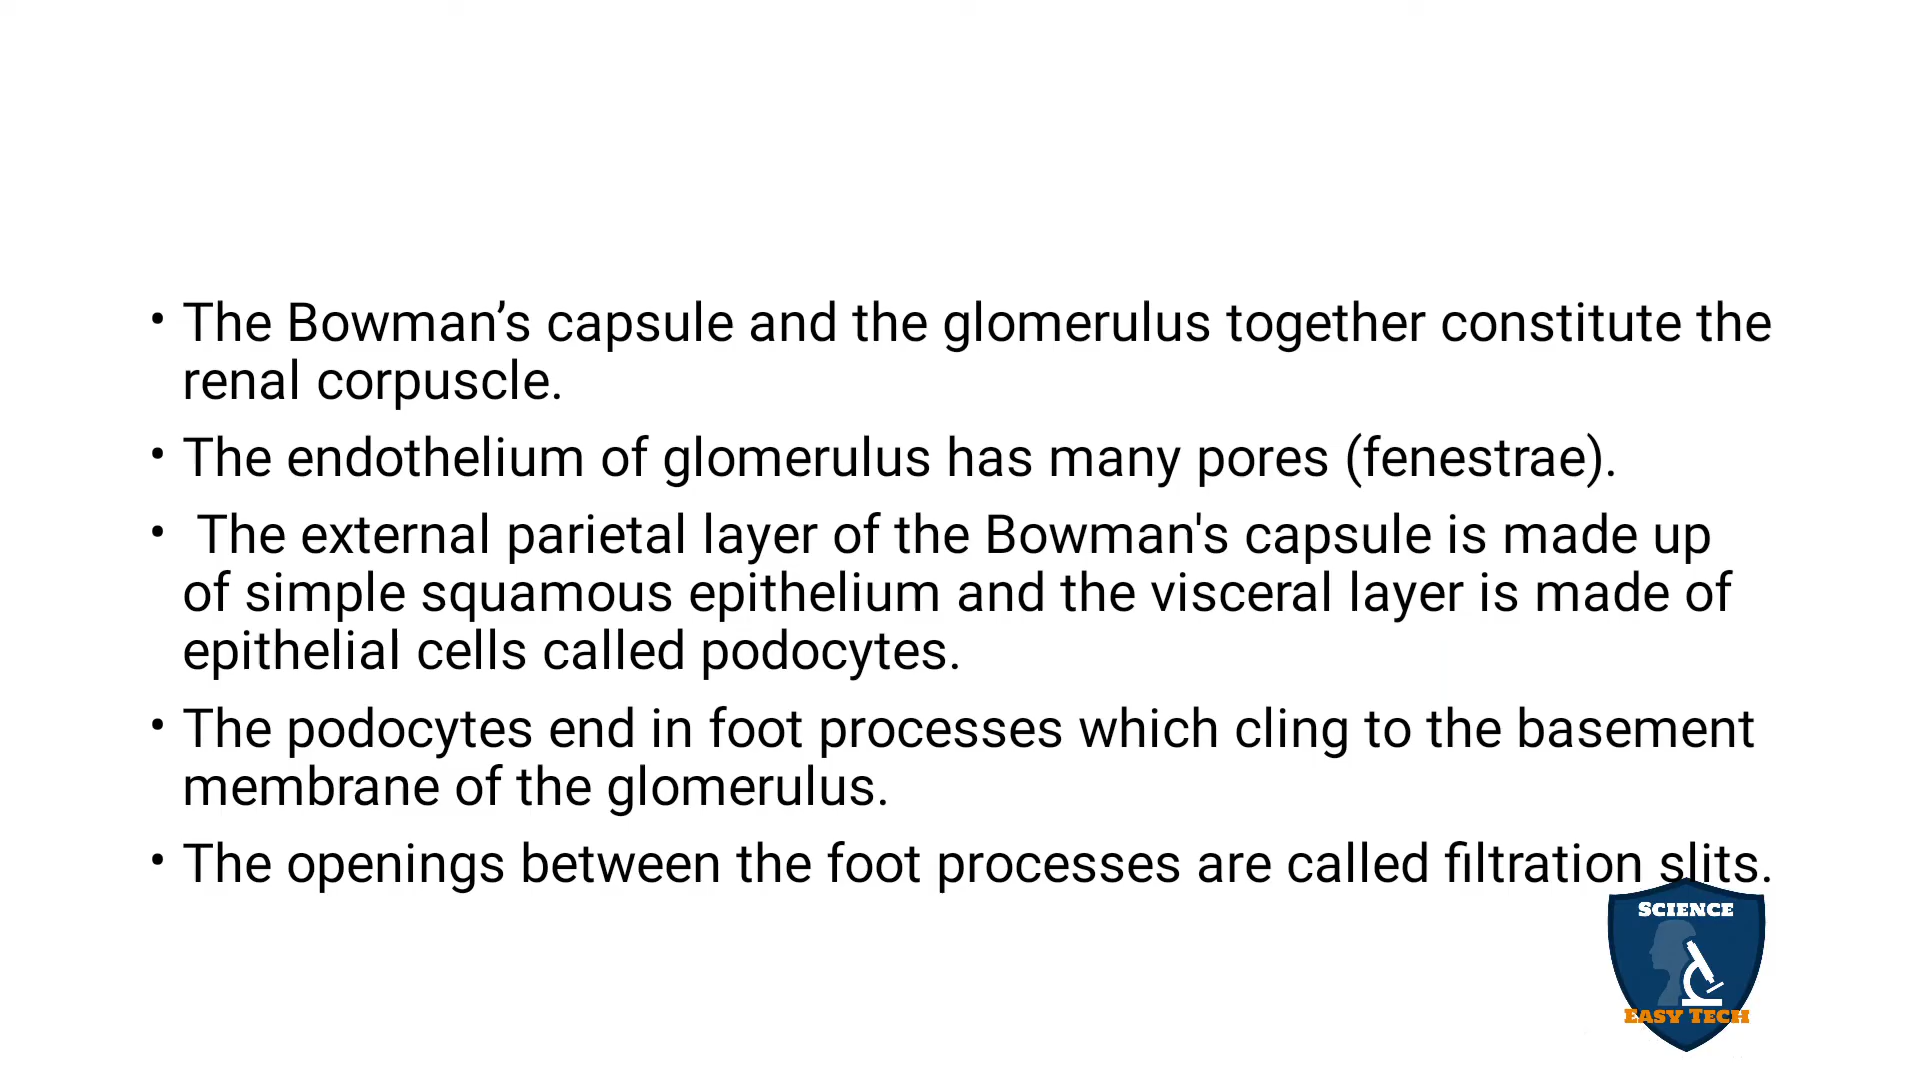 • The Bowman’s capsule and the glomerulus together constitute the
renal corpuscle.
• The endothelium of glomerulus has many pores (fenestrae).
• The external parietal layer of the Bowman's capsule is made up
of simple squamous epithelium and the visceral layer is made of
epithelial cells called podocytes.
• The podocytes end in foot processes which cling to the basement
membrane of the glomerulus.
• The openings between the foot processes are called filtration slits.
SCIENCE
EASY TECH